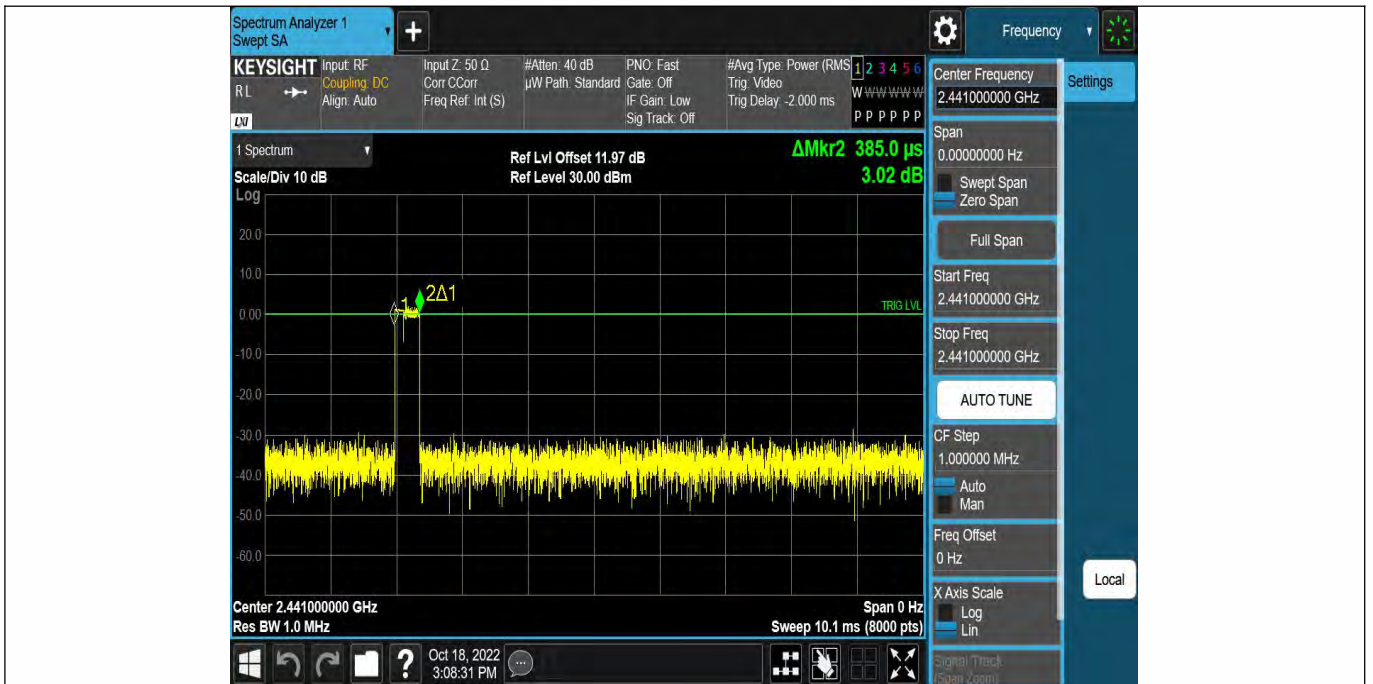 Spectrum Analyzer 1
Swept SA
+
Frequency
KEYSIGHT
RL
LXI
Input: RF
Coupling: DC
Align: Auto
Input Z: 50 Ω
Corr CCorr
Freq Ref: Int (S)
#Atten: 40 dB
µW Path: Standard
PNO: Fast
Gate: Off
IF Gain: Low
Sig Track: Off
#Avg Type: Power (RMS
Trig: Video
Trig Delay: -2.000 ms
1 2 3 4 5 6
W W W W W W
P P P P P P
Center Frequency
2.441000000 GHz
Settings
1 Spectrum
Scale/Div 10 dB
Log
Ref Lvl Offset 11.97 dB
Ref Level 30.00 dBm
ΔMkr2 385.0 µs
3.02 dB
Span
0.00000000 Hz
Swept Span
Zero Span
Full Span
Start Freq
2.441000000 GHz
Stop Freq
2.441000000 GHz
AUTO TUNE
CF Step
1.000000 MHz
Auto
Man
Freq Offset
0 Hz
X Axis Scale
Log
Lin
Signal Track
(Span Zoom)
Local
20.0
10.0
0.00
-10.0
-20.0
-30.0
-40.0
-50.0
-60.0
1
2Δ1
TRIG LVL
Center 2.441000000 GHz
Res BW 1.0 MHz
Span 0 Hz
Sweep 10.1 ms (8000 pts)
?
Oct 18, 2022
3:08:31 PM